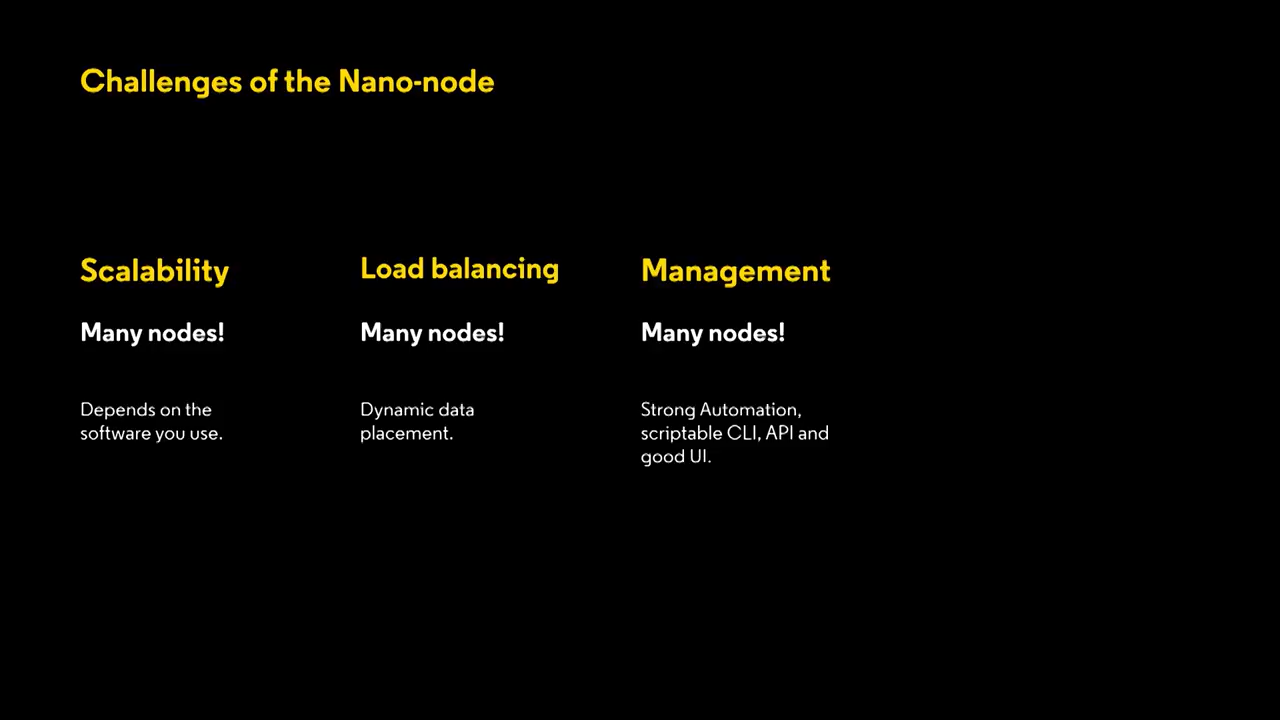 Challenges of the Nano-node
Scalability
Many nodes!
Depends on the
software you use.
Load balancing
Many nodes!
Dynamic data
placement.
Management
Many nodes!
Strong Automation,
scriptable CLI, API and
good UI.